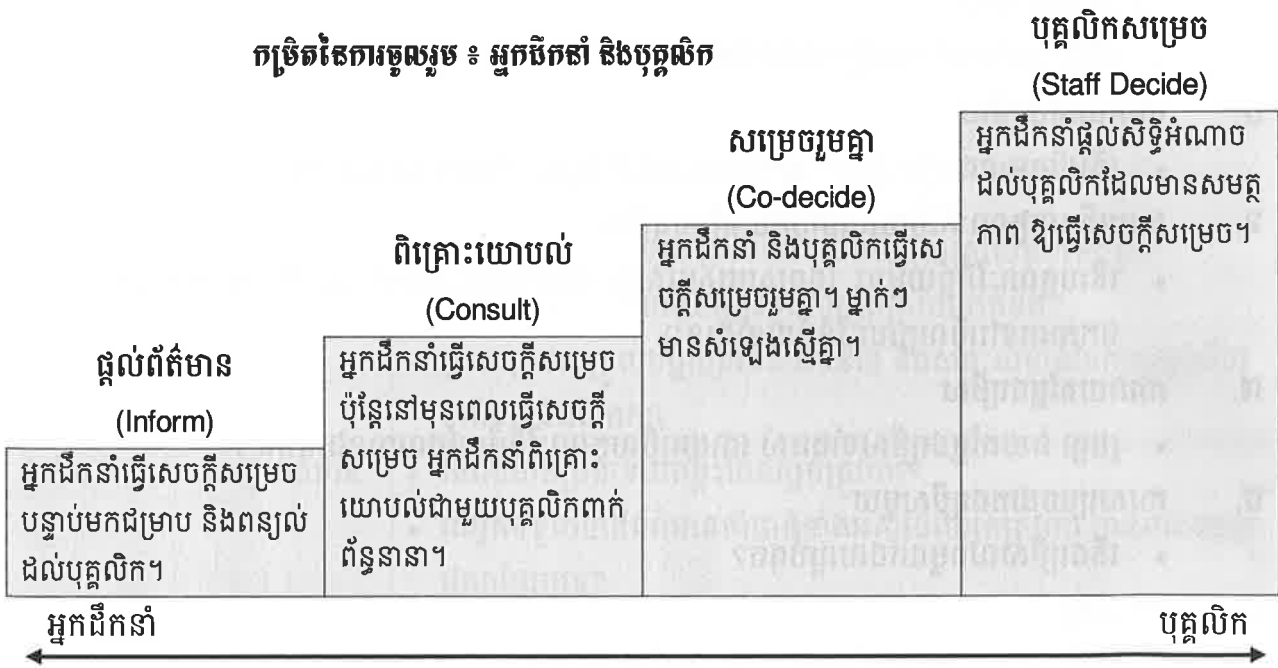 កម្រិតនៃការចូលរួម ៖ អ្នកដឹកនាំ និងបុគ្គលិក
ផ្តល់ព័ត៌មាន
(Inform)
អ្នកដឹកនាំធ្វើសេចក្តីសម្រេច
បន្ទាប់មកជម្រាប និងពន្យល់
ដល់បុគ្គលិក។
ពិគ្រោះយោបល់
(Consult)
អ្នកដឹកនាំធ្វើសេចក្តីសម្រេច
ប៉ុន្តែនៅមុនពេលធ្វើសេចក្តី
សម្រេច អ្នកដឹកនាំពិគ្រោះ
យោបល់ជាមួយបុគ្គលិកពាក់
ព័ន្ធនានា។
សម្រេចរួមគ្នា
(Co-decide)
អ្នកដឹកនាំ និងបុគ្គលិកធ្វើសេ
ចក្តីសម្រេចរួមគ្នា។ ម្នាក់ៗ
មានសំឡេងស្មើគ្នា។
បុគ្គលិកសម្រេច
(Staff Decide)
អ្នកដឹកនាំផ្តល់សិទ្ធិអំណាច
ដល់បុគ្គលិកដែលមានសមត្ថ
ភាព ឱ្យធ្វើសេចក្តីសម្រេច។
អ្នកដឹកនាំ
បុគ្គលិក